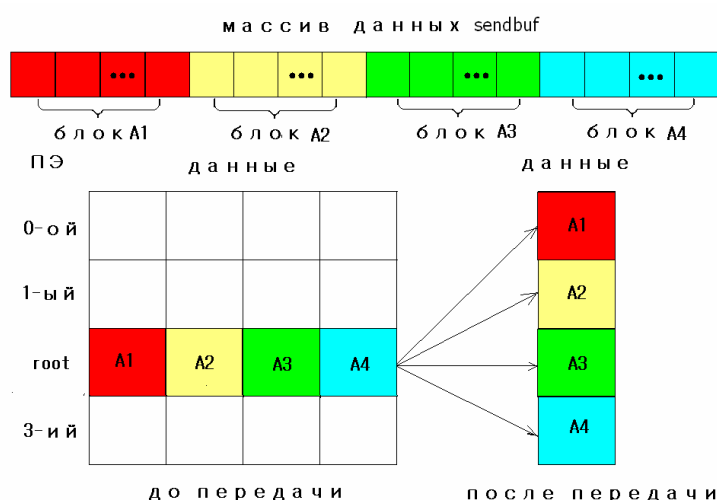 массив данных sendbuf
••• ••• ••• •••
блок A1 блок A2 блок A3 блок A4
ПЭ данные данные
0-ой A1
1-ый A2
root A1 A2 A3 A4 A3
3-ий A4
до передачи после передачи